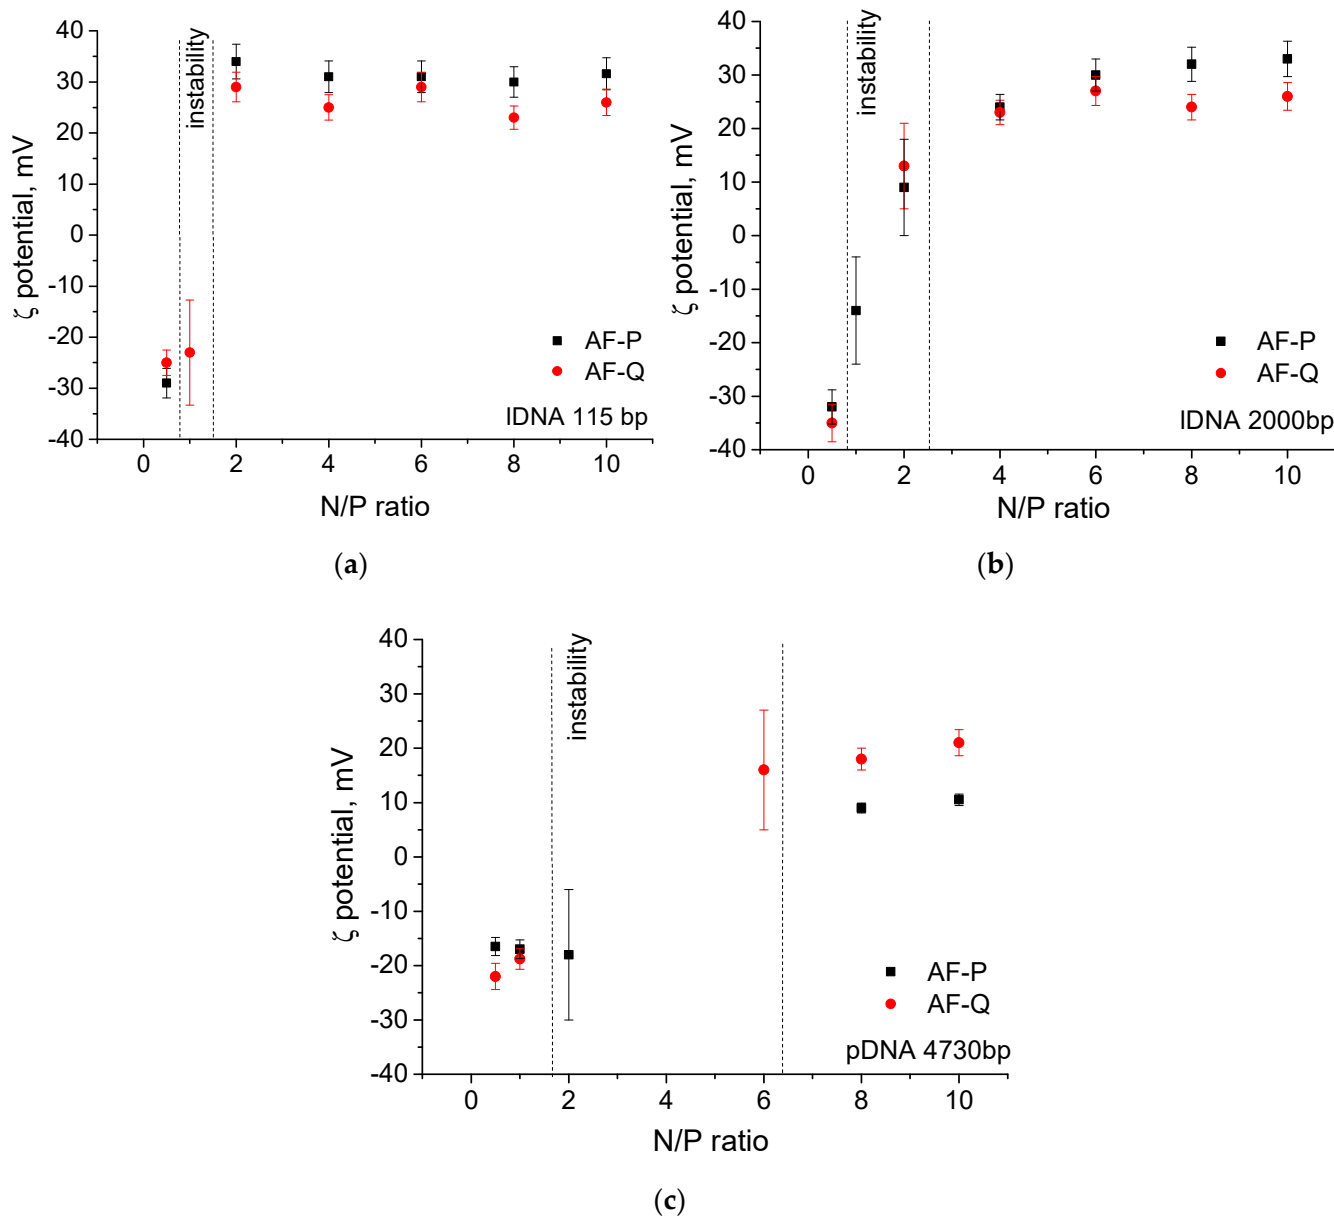 40
30
20
10
0
-10
-20
-30
-40
ζ potential, mV
instability
AF-P
AF-Q
lDNA 115 bp
0 2 4 6 8 10
N/P ratio
(a)
40
30
20
10
0
-10
-20
-30
-40
ζ potential, mV
instability
AF-P
AF-Q
lDNA 2000bp
0 2 4 6 8 10
N/P ratio
(b)
40
30
20
10
0
-10
-20
-30
-40
ζ potential, mV
instability
AF-P
AF-Q
pDNA 4730bp
0 2 4 6 8 10
N/P ratio
(c)